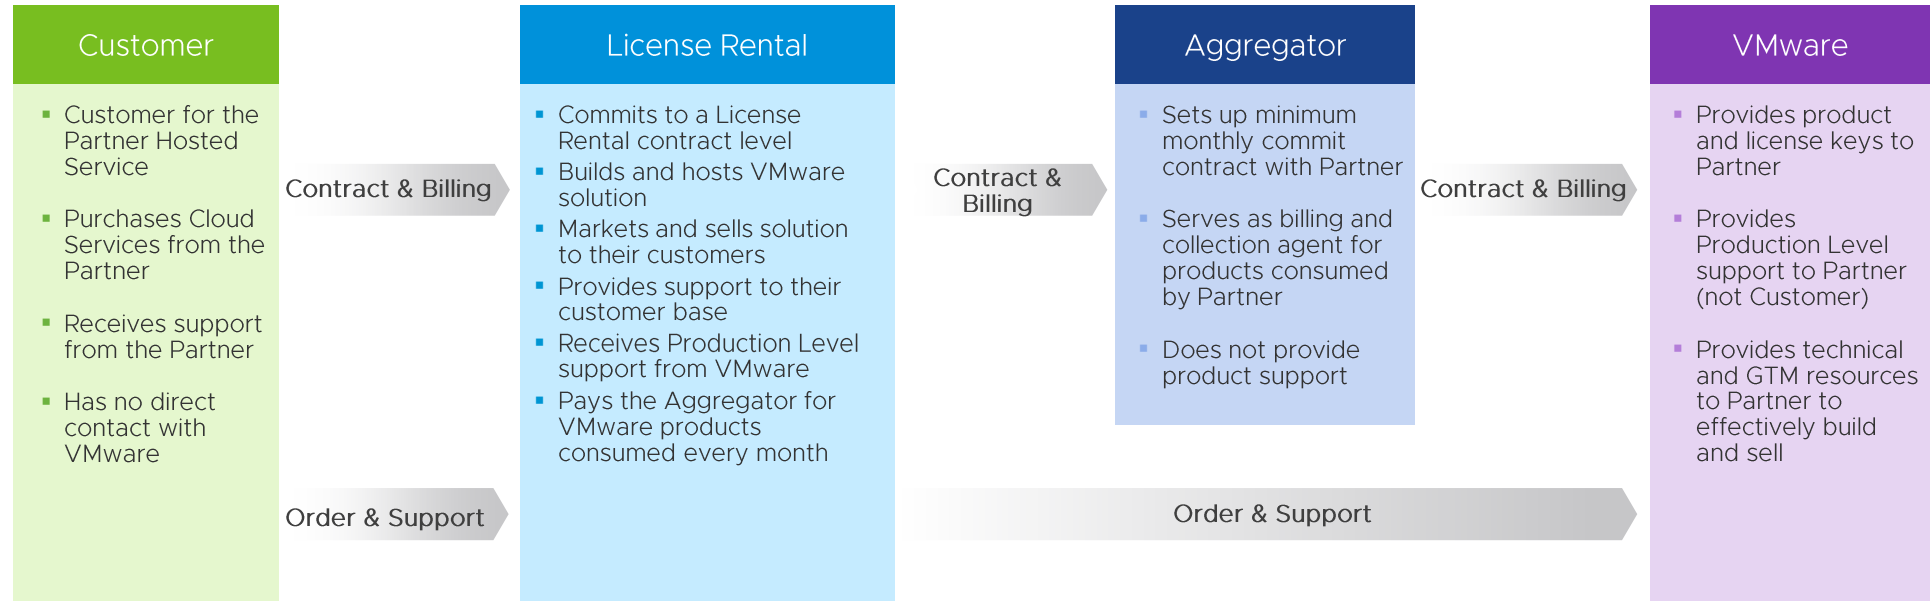 Customer
▪ Customer for the
Partner Hosted
Service
▪ Purchases Cloud
Services from the
Partner
▪ Receives support
from the Partner
▪ Has no direct
contact with
VMware
Contract & Billing
Order & Support
License Rental
▪ Commits to a License
Rental contract level
▪ Builds and hosts VMware
solution
▪ Markets and sells solution
to their customers
▪ Provides support to their
customer base
▪ Receives Production Level
support from VMware
▪ Pays the Aggregator for
VMware products
consumed every month
Contract &
Billing
Order & Support
Aggregator
▪ Sets up minimum
monthly commit
contract with Partner
▪ Serves as billing and
collection agent for
products consumed
by Partner
▪ Does not provide
product support
Contract & Billing
VMware
▪ Provides product
and license keys to
Partner
▪ Provides
Production Level
support to Partner
(not Customer)
▪ Provides technical
and GTM resources
to Partner to
effectively build
and sell